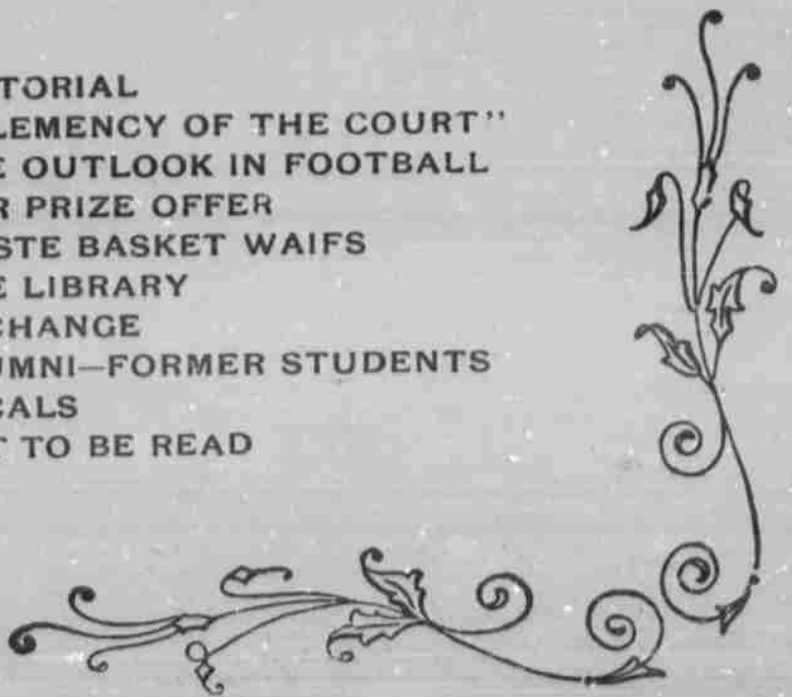 TORIAL
LEMENCY OF THE COURT"
E OUTLOOK IN FOOTBALL
R PRIZE OFFER
STE BASKET WAIFS
E LIBRARY
CHANGE
UMNI—FORMER STUDENTS
CALS
T TO BE READ